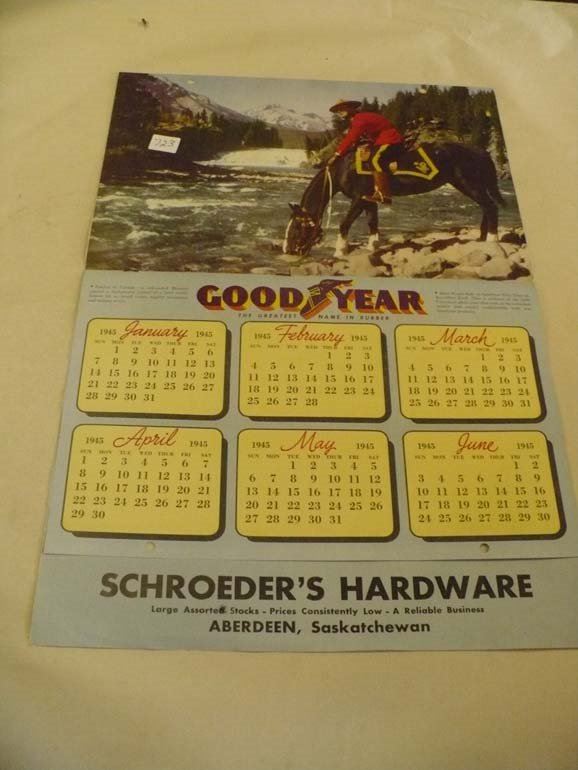 723
GOODYEAR
THE GREATEST NAME IN RUBBER
1945 January 1945
SUN MON TUE WED THUR FRI SAT
1 2 3 4 5 6
7 8 9 10 11 12 13
14 15 16 17 18 19 20
21 22 23 24 25 26 27
28 29 30 31
1945 February 1945
SUN MON TUE WED THUR FRI SAT
1 2 3
4 5 6 7 8 9 10
11 12 13 14 15 16 17
18 19 20 21 22 23 24
25 26 27 28
1945 March 1945
SUN MON TUE WED THUR FRI SAT
1 2 3
4 5 6 7 8 9 10
11 12 13 14 15 16 17
18 19 20 21 22 23 24
25 26 27 28 29 30 31
1945 April 1945
SUN MON TUE WED THUR FRI SAT
1 2 3 4 5 6 7
8 9 10 11 12 13 14
15 16 17 18 19 20 21
22 23 24 25 26 27 28
29 30
1945 May 1945
SUN MON TUE WED THUR FRI SAT
1 2 3 4 5
6 7 8 9 10 11 12
13 14 15 16 17 18 19
20 21 22 23 24 25 26
27 28 29 30 31
1945 June 1945
SUN MON TUE WED THUR FRI SAT
1 2
3 4 5 6 7 8 9
10 11 12 13 14 15 16
17 18 19 20 21 22 23
24 25 26 27 28 29 30
SCHROEDER'S HARDWARE
Large Assorted Stocks - Prices Consistently Low - A Reliable Business
ABERDEEN, Saskatchewan